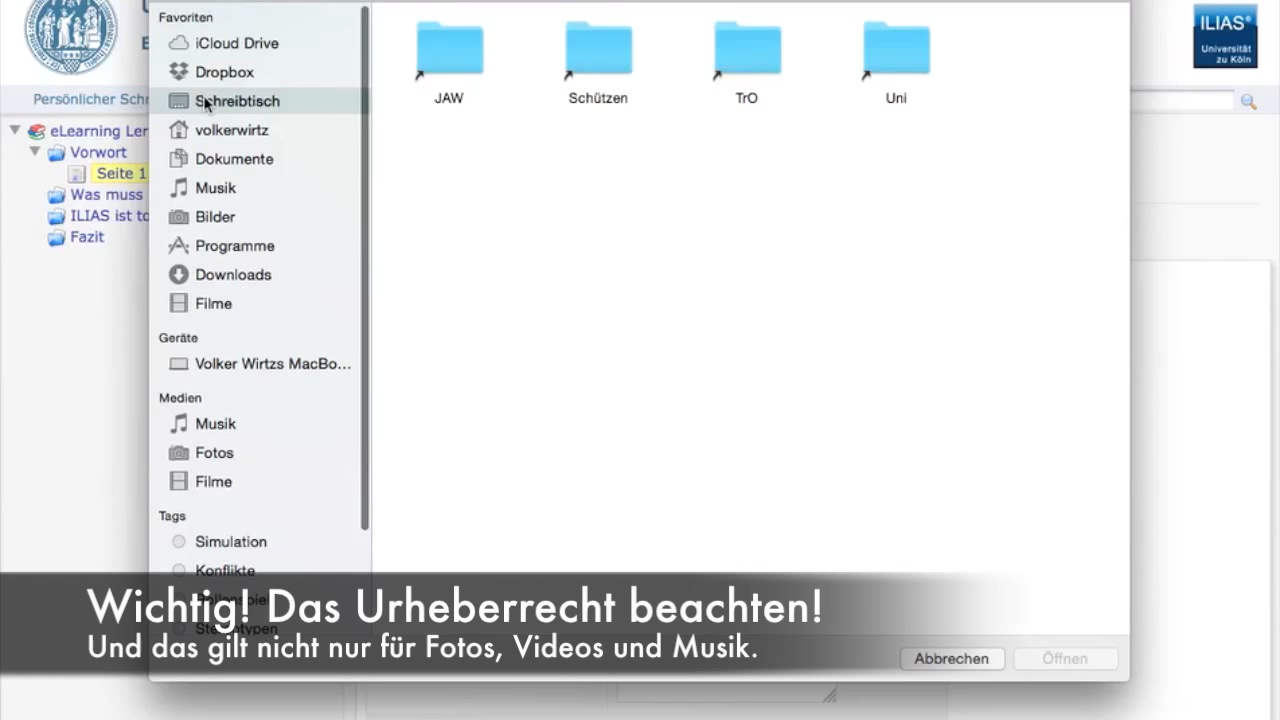 Favoriten
iCloud Drive
Dropbox
Schreibtisch
volkerwirtz
Dokumente
Musik
Bilder
Programme
Downloads
Filme
Geräte
Volker Wirtzs MacBo...
Medien
Musik
Fotos
Filme
Tags
Simulation
Konflikte
Stereotypen
JAW
Schützen
TrO
Uni
ILIAS®
Universität
zu Köln
Persönlicher Schr
eLearning Ler
Vorwort
Seite 1
Was muss
ILIAS ist to
Fazit
Wichtig! Das Urheberrecht beachten!
Und das gilt nicht nur für Fotos, Videos und Musik.
Abbrechen
Öffnen